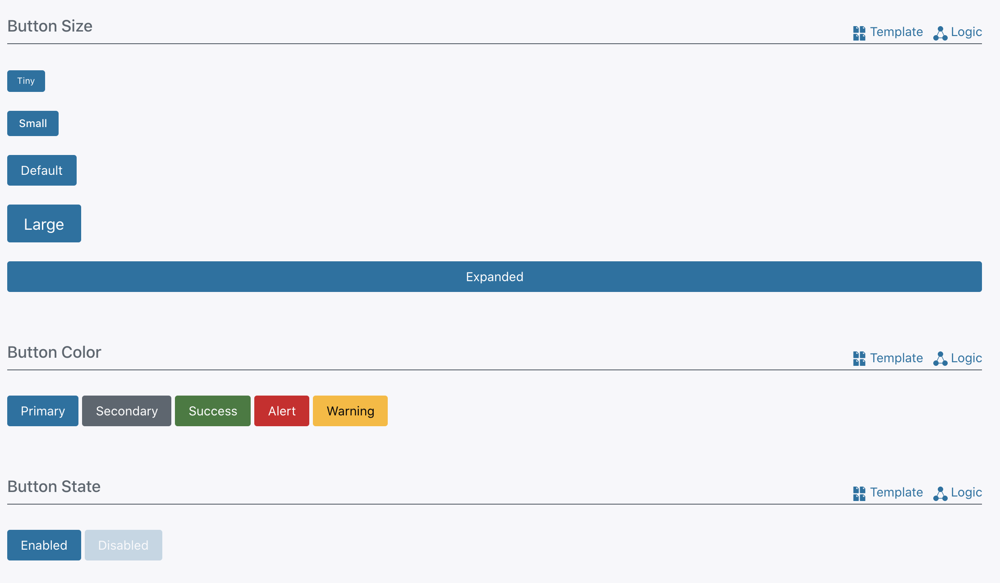 Button Size
Template Logic
Tiny
Small
Default
Large
Expanded
Button Color
Template Logic
Primary Secondary Success Alert Warning
Button State
Template Logic
Enabled Disabled